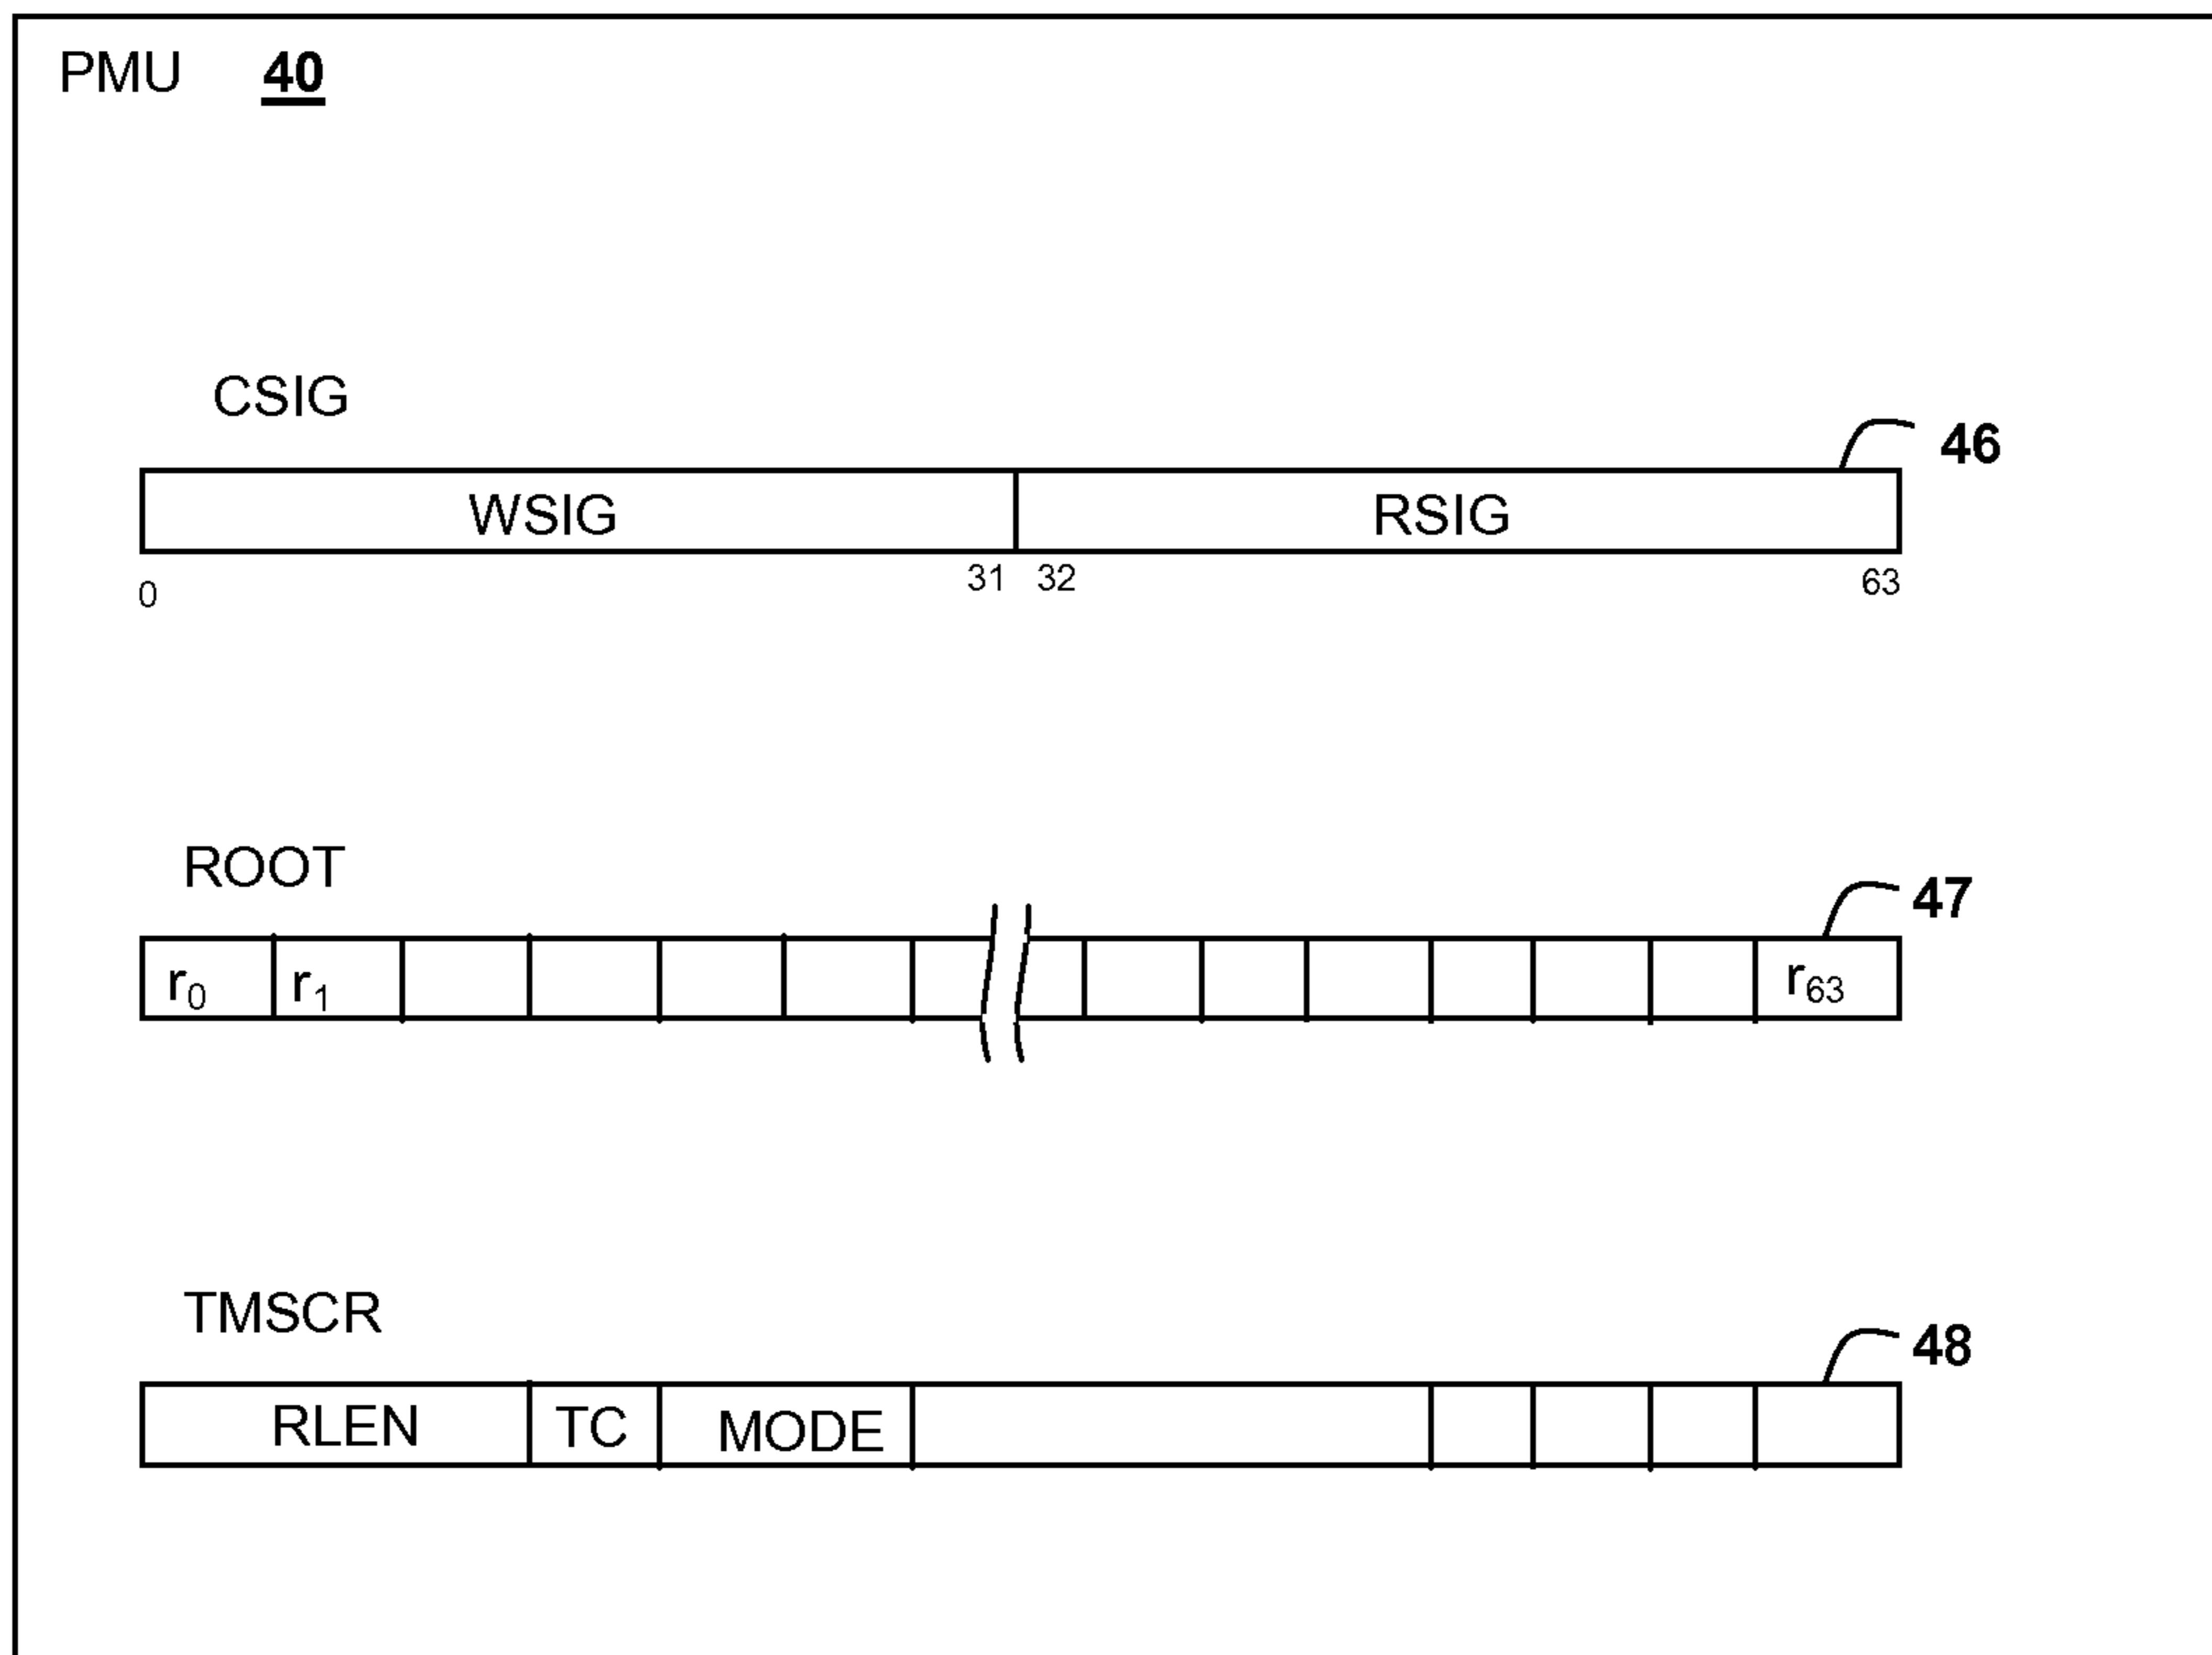 PMU 40
CSIG
46
WSIG RSIG
0 31 32 63
ROOT
47
r0 r1 r63
TMSCR
48
RLEN TC MODE